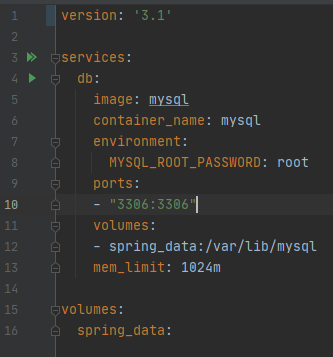 1 version: '3.1'
2
3 services:
4   db:
5     image: mysql
6     container_name: mysql
7     environment:
8       MYSQL_ROOT_PASSWORD: root
9     ports:
10     - "3306:3306"
11     volumes:
12     - spring_data:/var/lib/mysql
13     mem_limit: 1024m
14
15 volumes:
16   spring_data: